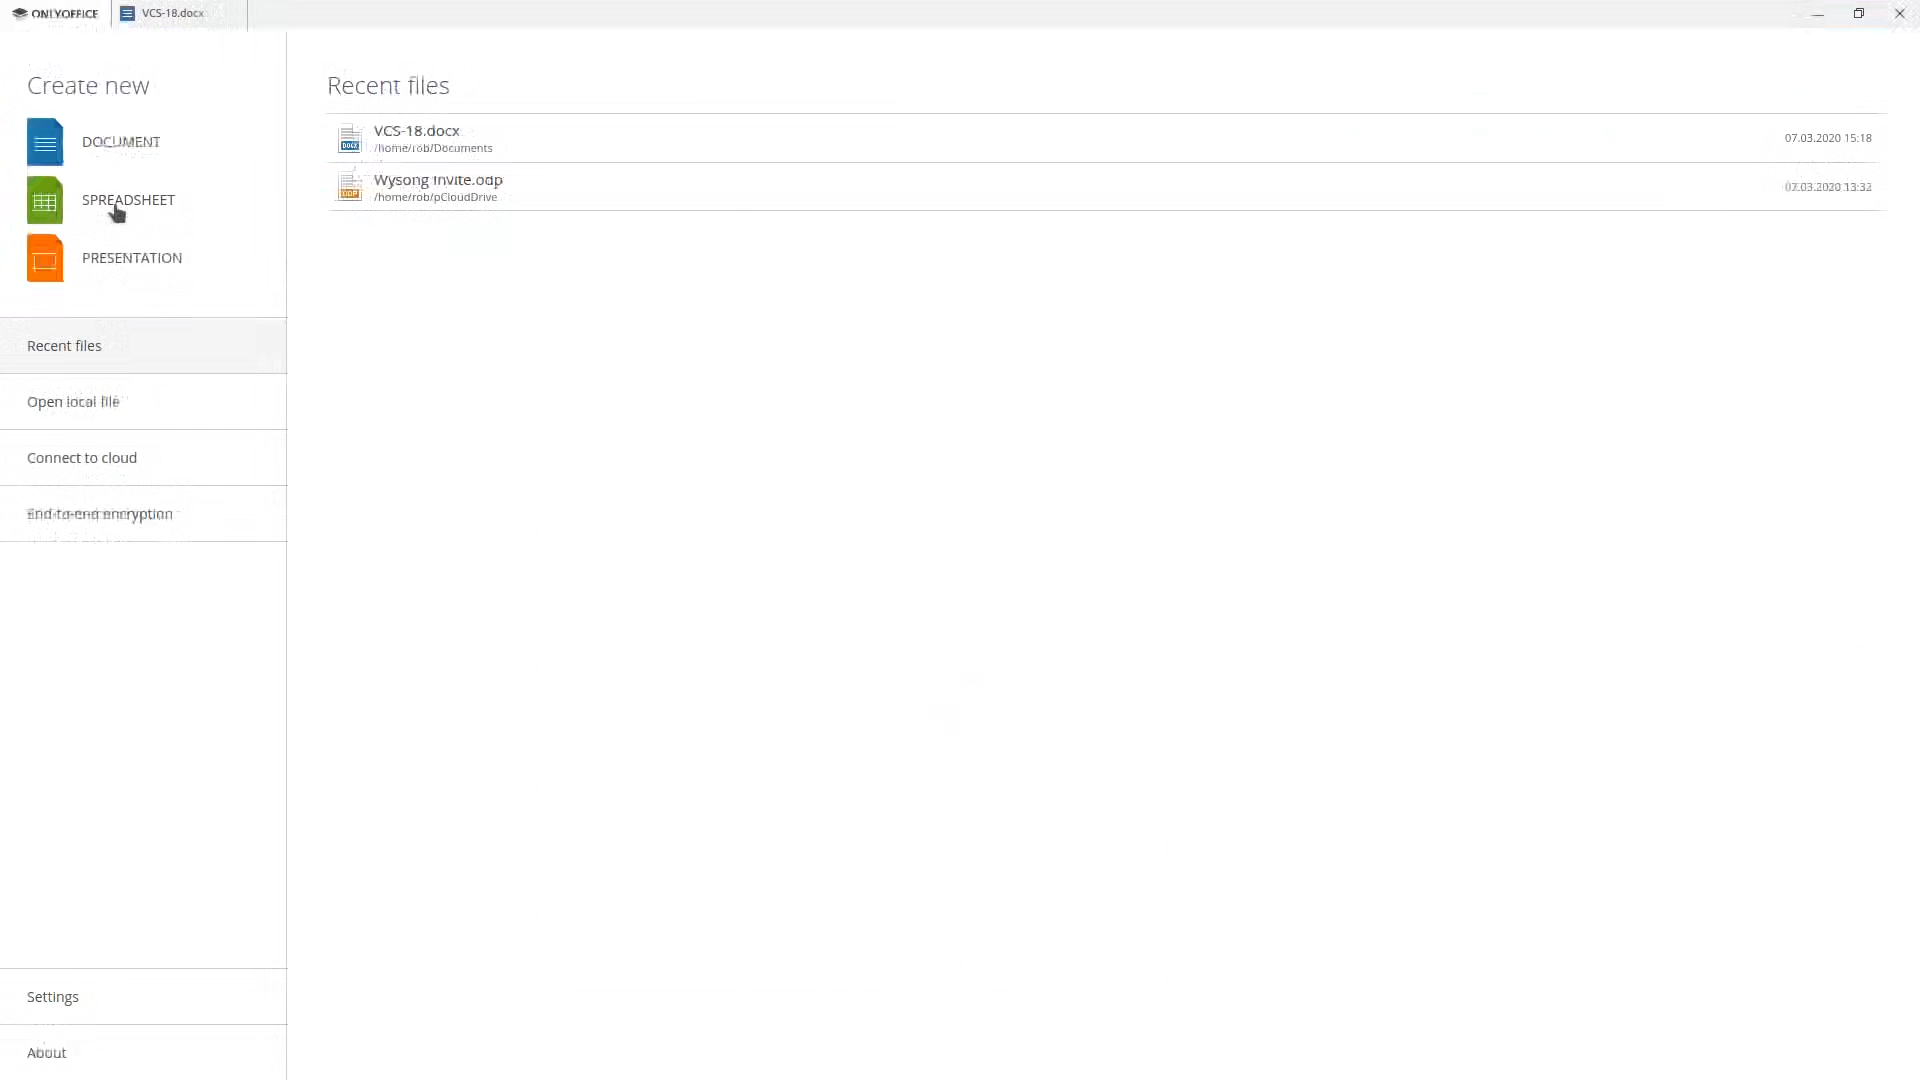 ONLYOFFICE
VCS-18.docx
Create new
DOCUMENT
SPREADSHEET
PRESENTATION
Recent files
Open local file
Connect to cloud
End-to-end encryption
Settings
About
Recent files
VCS-18.docx
/home/rob/Documents
07.03.2020 15:18
DOCX
Wysong Invite.odp
/home/rob/pCloudDrive
07.03.2020 13:32
ODP